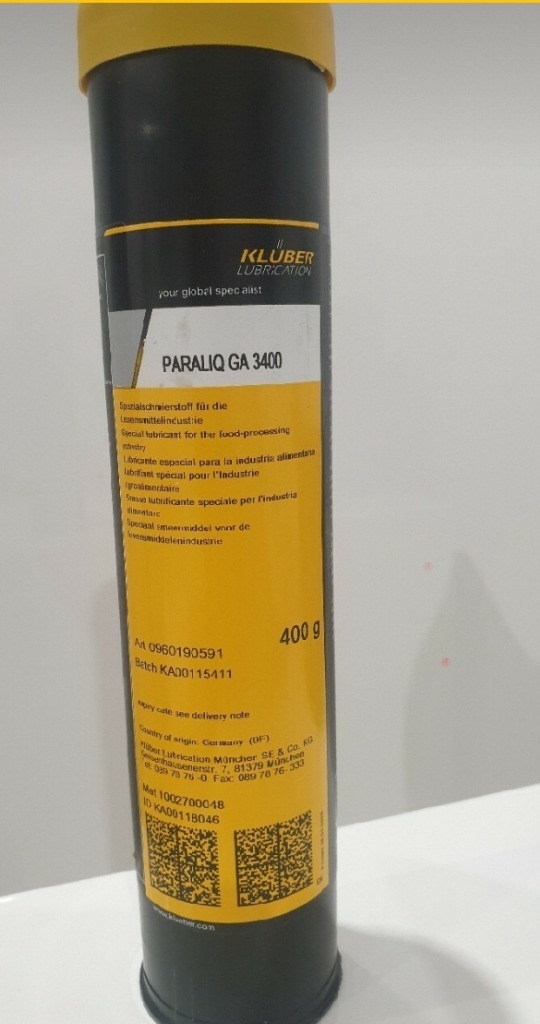 KLÜBER
LUBRICATION
your global specialist
PARALIQ GA 3400
Spezialschmierstoff für die
Lebensmittelindustrie
Special lubricant for the food-processing
industry
Lubricante especial para la industria alimentaria
lubrifiant spécial pour l'industrie
agroalimentaire
Grasso lubrificante speciale per l'industria
alimentare
Speciaal smeermiddel voor de
levensmiddelenindustrie
400 g
Art 0960190591
Batch KA00115411
expiry date see delivery note
Country of origin: Germany (DE)
Klüber Lubrication München SE & Co. KG
Geisenhausenerstr. 7, 81379 München
tel. 089 78 76-0 Fax: 089 78 76-333
Mat 1002700048
ID KA00118046
www.klueber.com